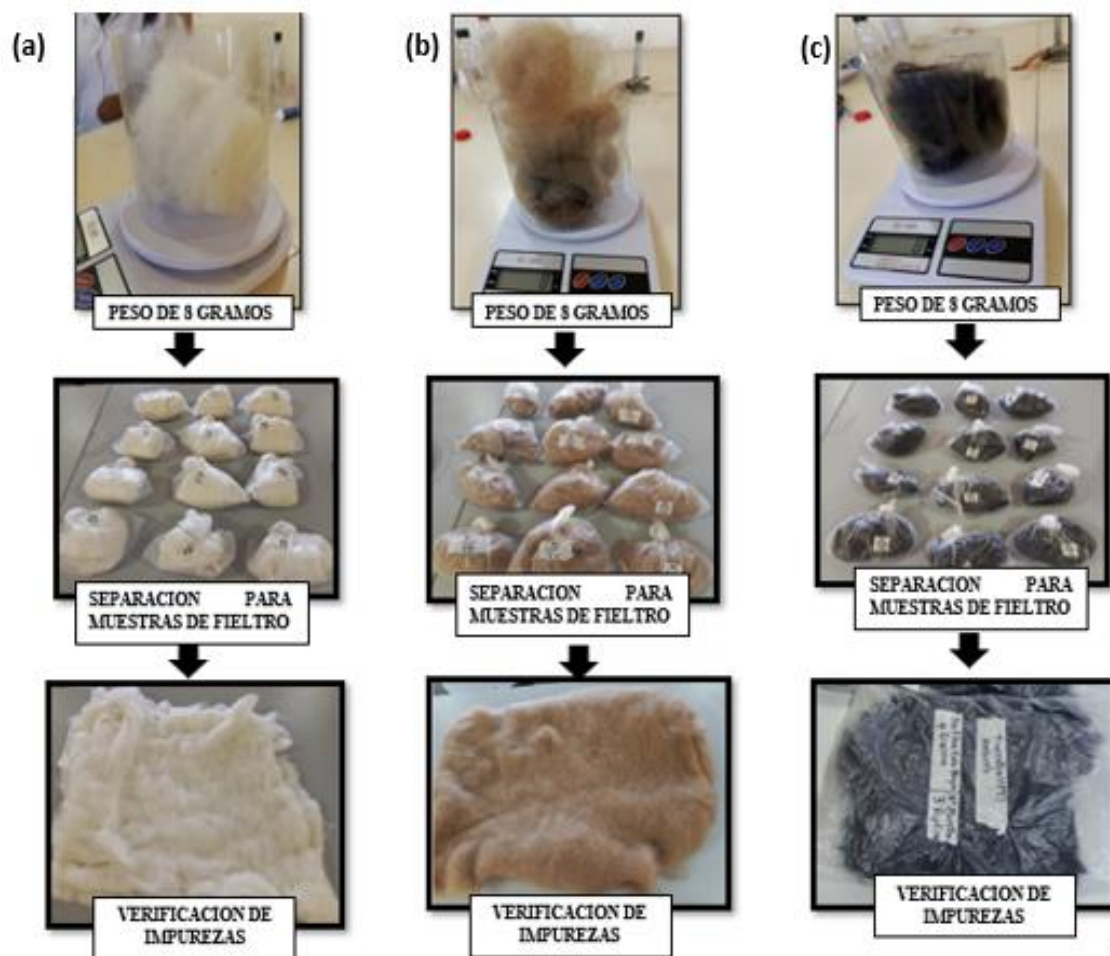 (a)
(b)
(c)
PESO DE 8 GRAMOS
PESO DE 8 GRAMOS
PESO DE 8 GRAMOS
SEPARACION PARA
MUESTRAS DE FIELTRO
SEPARACION PARA
MUESTRAS DE FIELTRO
SEPARACION PARA
MUESTRAS DE FIELTRO
VERIFICACION DE
IMPUREZAS
VERIFICACION DE
IMPUREZAS
VERIFICACION DE
IMPUREZAS